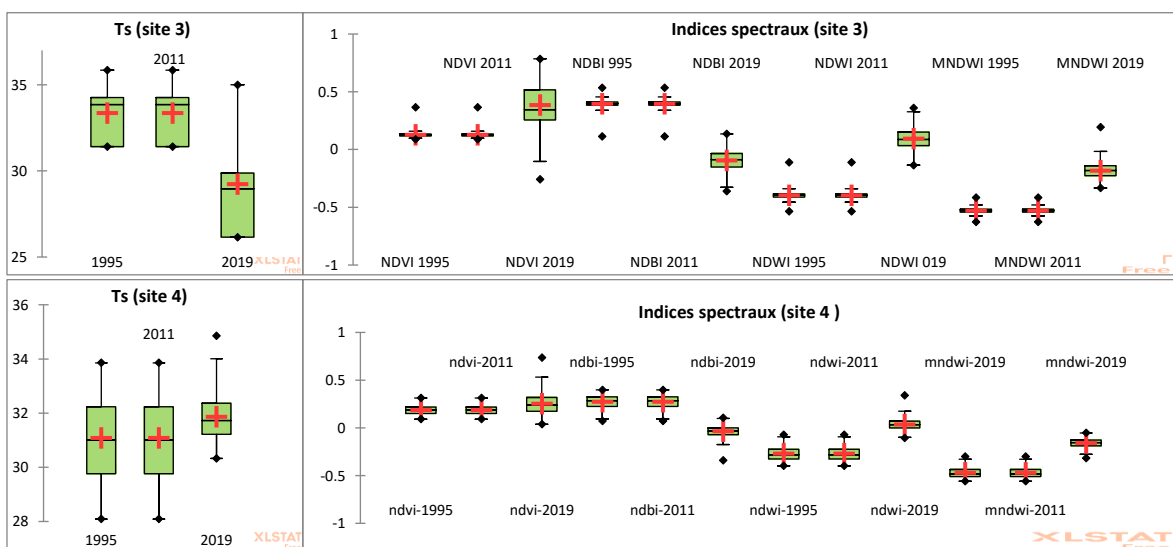 Ts (site 3)
2011
35
30
25
1995
2019
XLSTAT
Free
Indices spectraux (site 3)
1
0.5
0
-0.5
-1
NDVI 2011
NDBI 995
NDBI 2019
NDWI 2011
MNDWI 1995
MNDWI 2019
NDVI 1995
NDVI 2019
NDBI 2011
NDWI 1995
NDWI 019
MNDWI 2011
Free
Ts (site 4)
2011
36
34
32
30
28
1995
2019
XLSTAT
Free
Indices spectraux (site 4 )
1
0.5
0
-0.5
-1
ndvi-2011
ndbi-1995
ndbi-2019
ndwi-2011
mndwi-2019
mndwi-2019
ndvi-1995
ndvi-2019
ndbi-2011
ndwi-1995
ndwi-2019
mndwi-2011
XLSTAT
Free